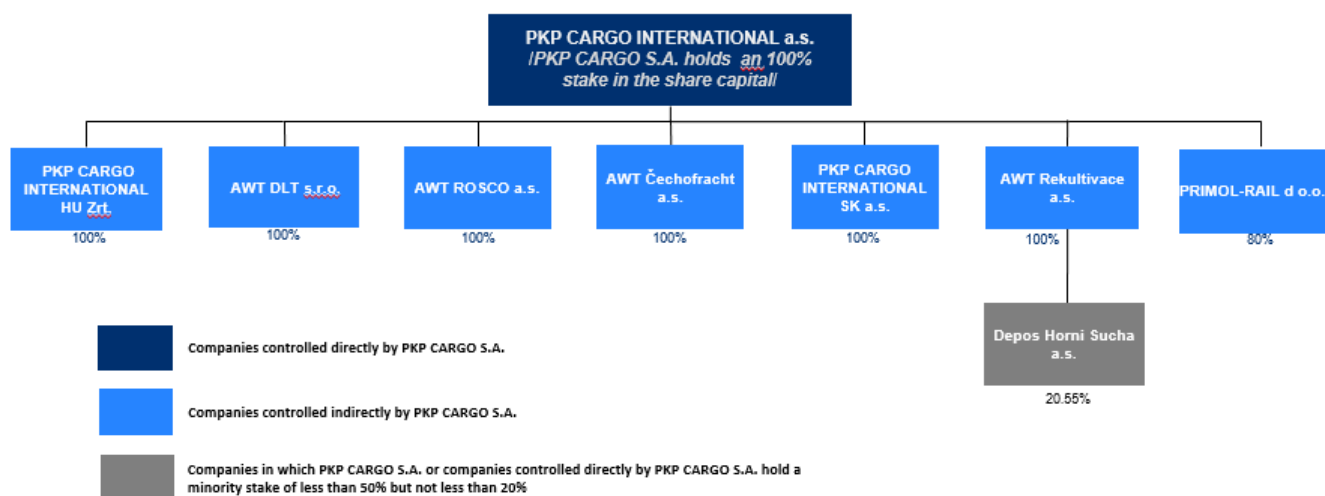 PKP CARGO INTERNATIONAL a.s.
/PKP CARGO S.A. holds an 100%
stake in the share capital/
PKP CARGO
INTERNATIONAL
HU Zrt.
100%
AWT DLT s.r.o.
100%
AWT ROSCO a.s.
100%
AWT Čechofracht
a.s.
100%
PKP CARGO
INTERNATIONAL
SK a.s.
100%
AWT Rekultivace
a.s.
100%
PRIMOL-RAIL d o.o.
80%
Depos Horni Sucha
a.s.
20.55%
Companies controlled directly by PKP CARGO S.A.
Companies controlled indirectly by PKP CARGO S.A.
Companies in which PKP CARGO S.A. or companies controlled directly by PKP CARGO S.A. hold a
minority stake of less than 50% but not less than 20%